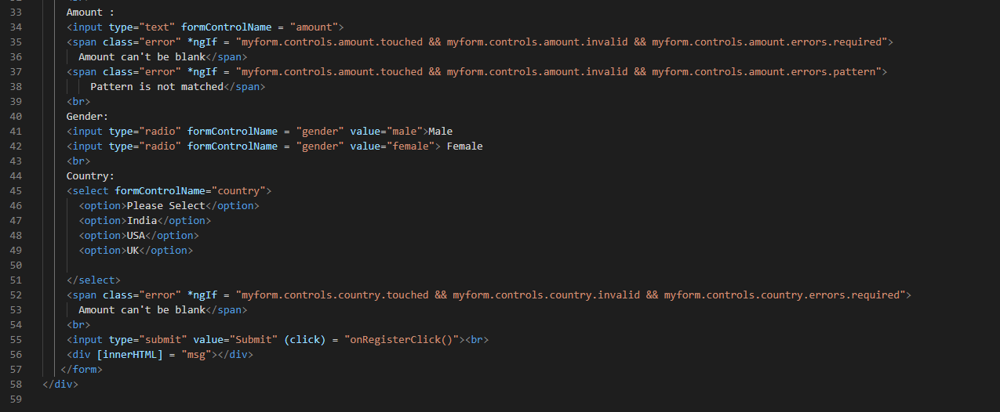 33 Amount :
34 <input type="text" formControlName = "amount">
35 <span class="error" *ngIf = "myform.controls.amount.touched && myform.controls.amount.invalid && myform.controls.amount.errors.required">
36 Amount can't be blank</span>
37 <span class="error" *ngIf = "myform.controls.amount.touched && myform.controls.amount.invalid && myform.controls.amount.errors.pattern">
38 Pattern is not matched</span>
39 <br>
40 Gender:
41 <input type="radio" formControlName = "gender" value="male">Male
42 <input type="radio" formControlName = "gender" value="female"> Female
43 <br>
44 Country:
45 <select formControlName="country">
46 <option>Please Select</option>
47 <option>India</option>
48 <option>USA</option>
49 <option>UK</option>
50
51 </select>
52 <span class="error" *ngIf = "myform.controls.country.touched && myform.controls.country.invalid && myform.controls.country.errors.required">
53 Amount can't be blank</span>
54 <br>
55 <input type="submit" value="Submit" (click) = "onRegisterClick()"><br>
56 <div [innerHTML] = "msg"></div>
57 </form>
58 </div>
59